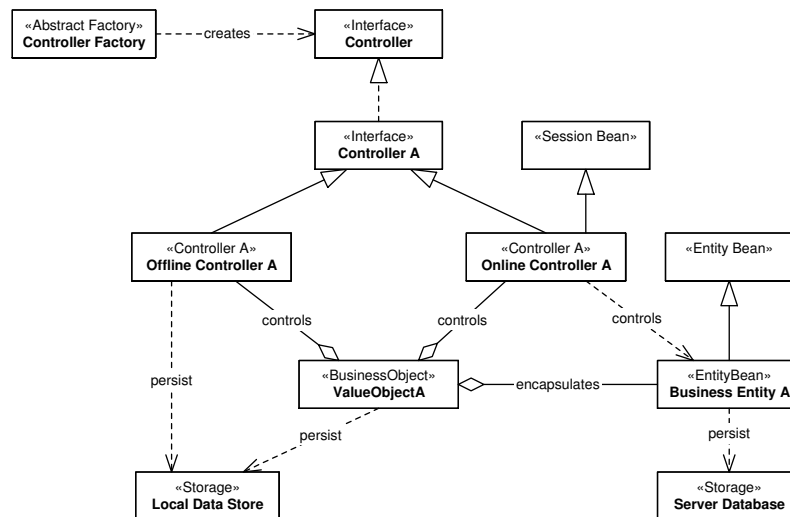 «Abstract Factory»
Controller Factory
creates
«Interface»
Controller
«Interface»
Controller A
«Session Bean»
«Controller A»
Offline Controller A
«Controller A»
Online Controller A
«Entity Bean»
controls
controls
controls
persist
«BusinessObject»
ValueObjectA
encapsulates
«EntityBean»
Business Entity A
persist
persist
«Storage»
Local Data Store
«Storage»
Server Database